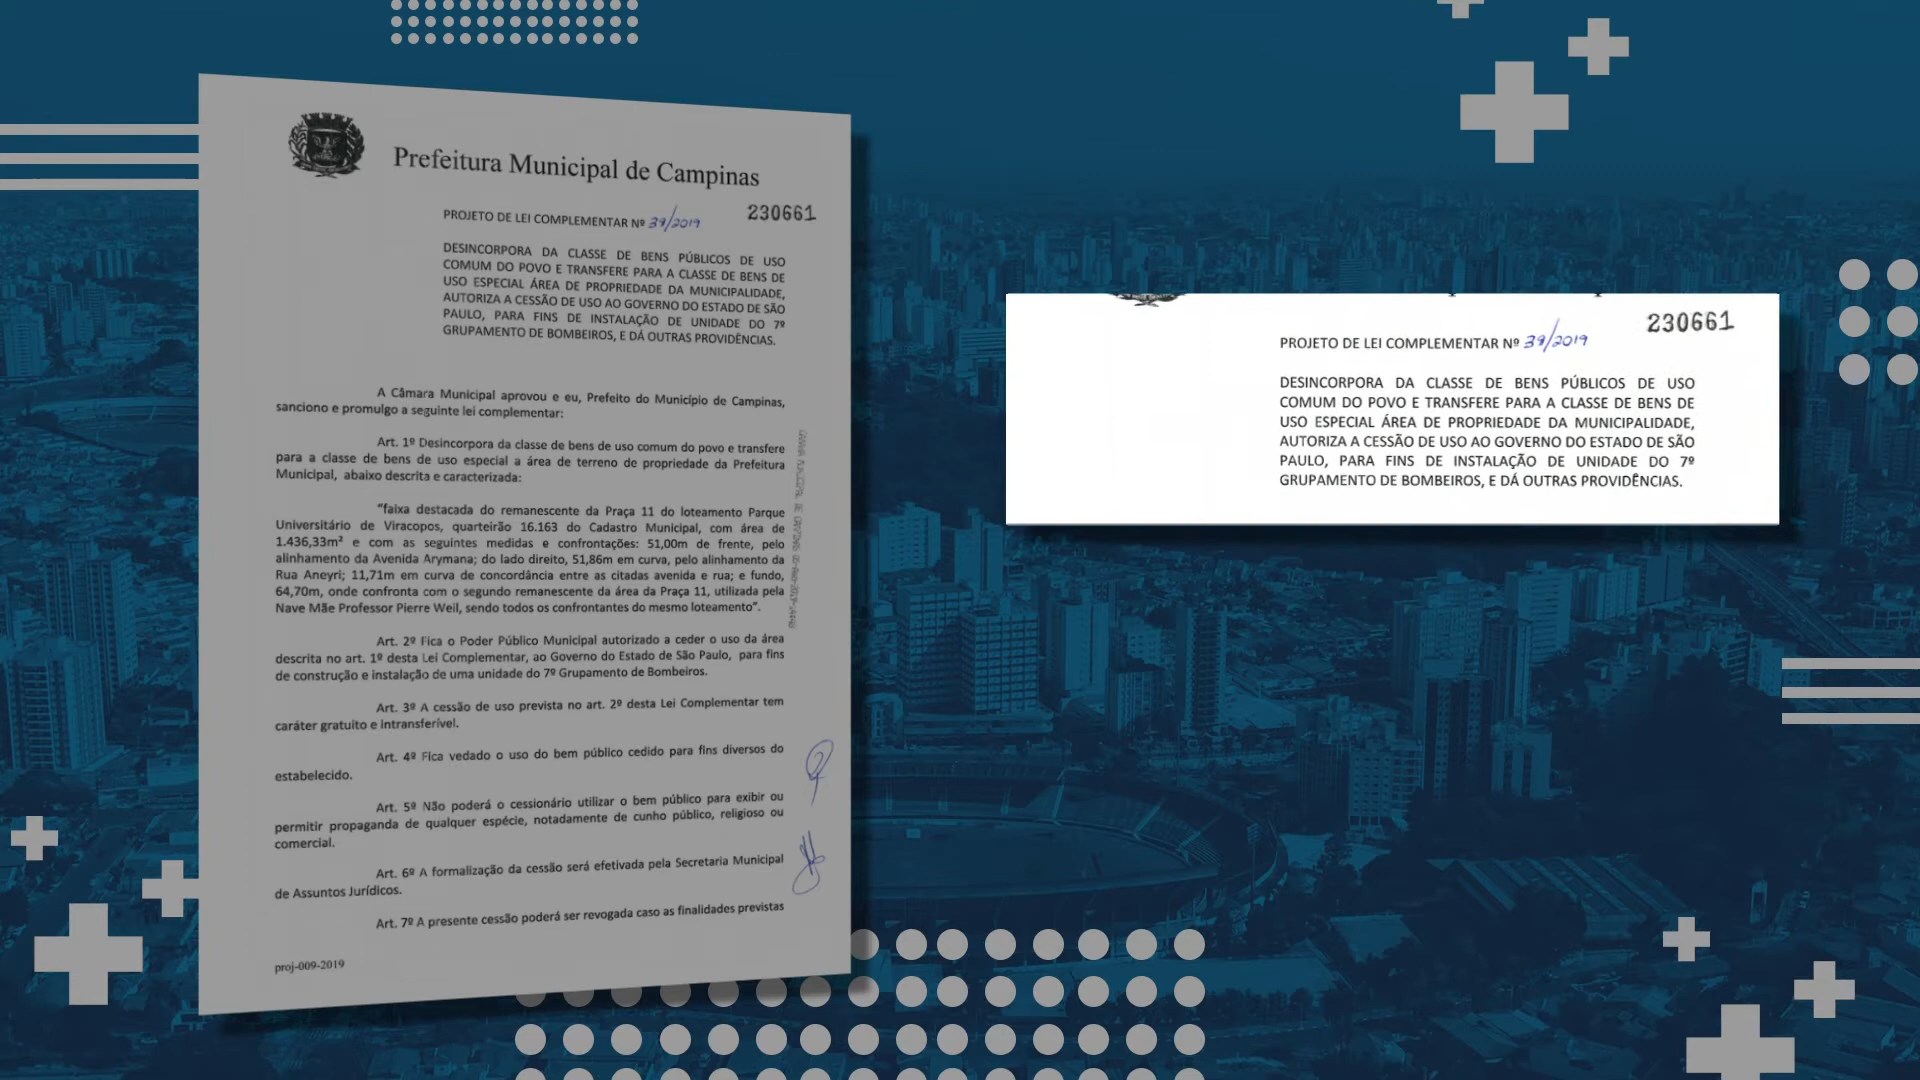 Prefeitura Municipal de Campinas
PROJETO DE LEI COMPLEMENTAR Nº 39/2019
230661
DESINCORPORA DA CLASSE DE BENS PÚBLICOS DE USO
COMUM DO POVO E TRANSFERE PARA A CLASSE DE BENS DE
USO ESPECIAL ÁREA DE PROPRIEDADE DA MUNICIPALIDADE,
AUTORIZA A CESSÃO DE USO AO GOVERNO DO ESTADO DE SÃO
PAULO, PARA FINS DE INSTALAÇÃO DE UNIDADE DO 7º
GRUPAMENTO DE BOMBEIROS, E DÁ OUTRAS PROVIDÊNCIAS.
A Câmara Municipal aprovou e eu, Prefeito do Município de Campinas,
sanciono e promulgo a seguinte lei complementar:
Art. 1º Desincorpora da classe de bens de uso comum do povo e transfere
para a classe de bens de uso especial a área de terreno de propriedade da Prefeitura
Municipal, abaixo descrita e caracterizada:
“faixa destacada do remanescente da Praça 11 do loteamento Parque
Universitário de Viracopos, quarteirão 16.163 do Cadastro Municipal, com área de
1.436,33m² e com as seguintes medidas e confrontações: 51,00m de frente, pelo
alinhamento da Avenida Arymana; do lado direito, 51,86m em curva, pelo alinhamento da
Rua Aneyri; 11,71m em curva de concordância entre as citadas avenida e rua; e fundo,
64,70m, onde confronta com o segundo remanescente da área da Praça 11, utilizada pela
Nave Mãe Professor Pierre Weil, sendo todos os confrontantes do mesmo loteamento”.
Art. 2º Fica o Poder Público Municipal autorizado a ceder o uso da área
descrita no art. 1º desta Lei Complementar, ao Governo do Estado de São Paulo, para fins
de construção e instalação de uma unidade do 7º Grupamento de Bombeiros.
Art. 3º A cessão de uso prevista no art. 2º desta Lei Complementar tem
caráter gratuito e intransferível.
Art. 4º Fica vedado o uso do bem público cedido para fins diversos do
estabelecido.
Art. 5º Não poderá o cessionário utilizar o bem público para exibir ou
permitir propaganda de qualquer espécie, notadamente de cunho público, religioso ou
comercial.
Art. 6º A formalização da cessão será efetivada pela Secretaria Municipal
de Assuntos Jurídicos.
Art. 7º A presente cessão poderá ser revogada caso as finalidades previstas
proj-009-2019
230661
PROJETO DE LEI COMPLEMENTAR Nº 39/2019
DESINCORPORA DA CLASSE DE BENS PÚBLICOS DE USO
COMUM DO POVO E TRANSFERE PARA A CLASSE DE BENS DE
USO ESPECIAL ÁREA DE PROPRIEDADE DA MUNICIPALIDADE,
AUTORIZA A CESSÃO DE USO AO GOVERNO DO ESTADO DE SÃO
PAULO, PARA FINS DE INSTALAÇÃO DE UNIDADE DO 7º
GRUPAMENTO DE BOMBEIROS, E DÁ OUTRAS PROVIDÊNCIAS.